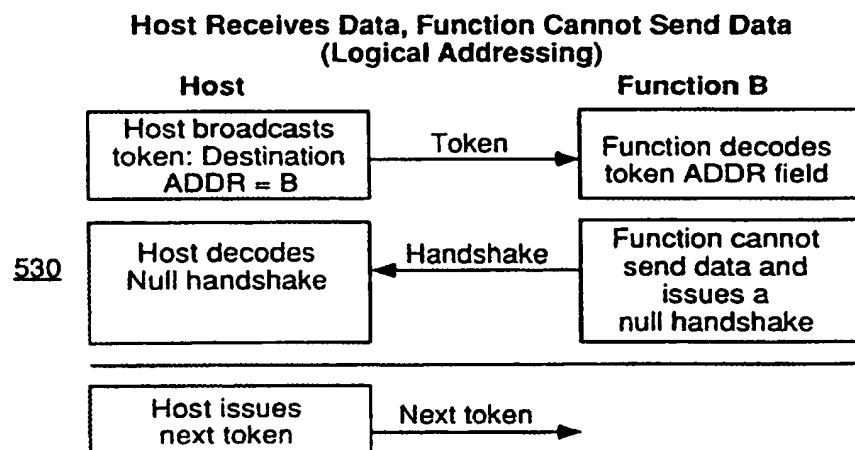 Host Receives Data, Function Cannot Send Data
(Logical Addressing)
Host
Function B
Host broadcasts
token: Destination
ADDR = B
Token
Function decodes
token ADDR field
530
Host decodes
Null handshake
Handshake
Function cannot
send data and
issues a
null handshake
Host issues
next token
Next token